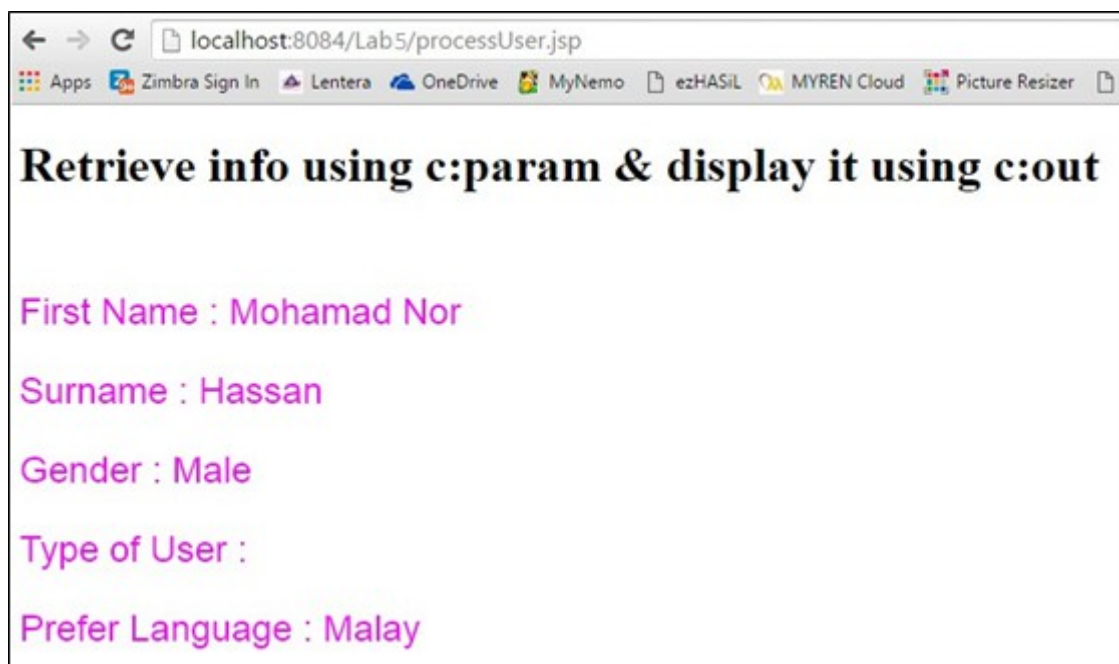 localhost:8084/Lab5/processUser.jsp
Apps Zimbra Sign In Lentera OneDrive MyNemo ezHASiL MYREN Cloud Picture Resizer
Retrieve info using c:param & display it using c:out
First Name : Mohamad Nor
Surname : Hassan
Gender : Male
Type of User :
Prefer Language : Malay